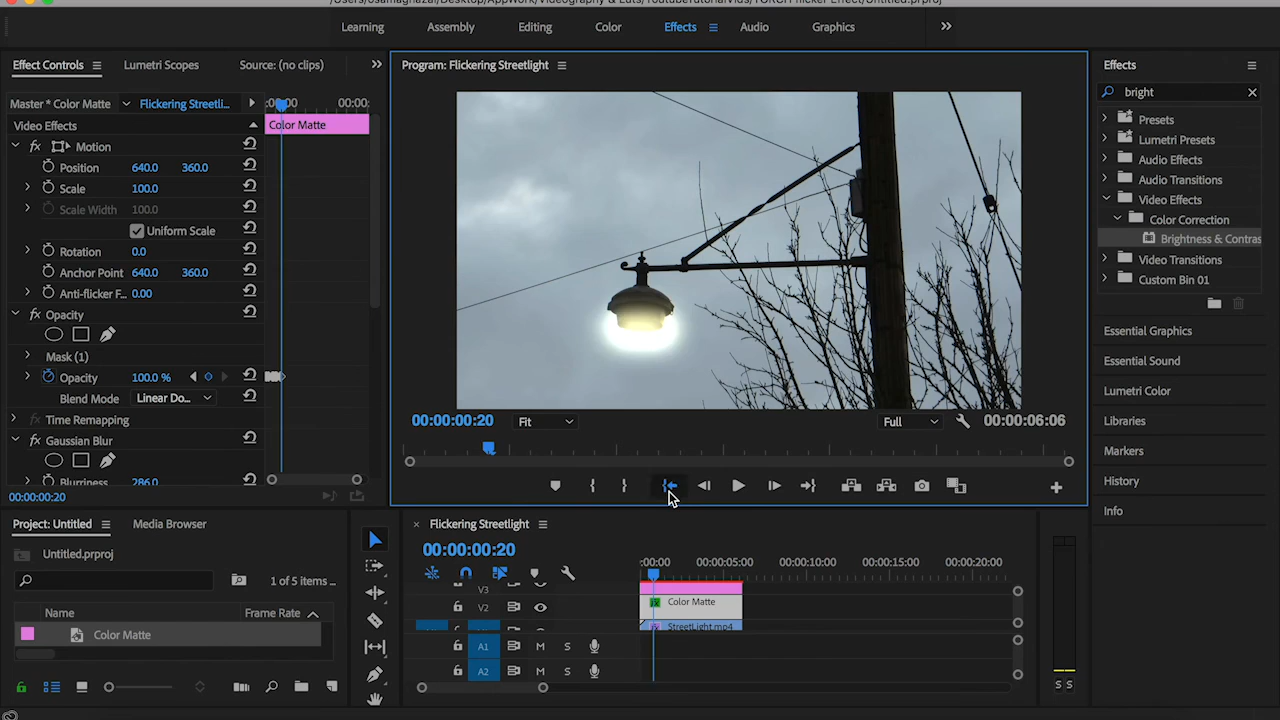 /Users/osamaghazal/Desktop/AppWork/Videography & Edits/YoutubeTutorialVids/TORCH Flicker Effect/Untitled.prproj
Learning Assembly Editing Color Effects Audio Graphics
Effect Controls Lumetri Scopes Source: (no clips)
Master * Color Matte Flickering Streetli... :00:00 00:00:
Video Effects Color Matte
fx Motion
Position 640.0 360.0
Scale 100.0
Scale Width 100.0
Uniform Scale
Rotation 0.0
Anchor Point 640.0 360.0
Anti-flicker F... 0.00
fx Opacity
Mask (1)
Opacity 100.0 %
Blend Mode Linear Do...
fx Time Remapping
fx Gaussian Blur
Blurriness 286.0
00:00:00:20
Program: Flickering Streetlight
00:00:00:20 Fit Full 00:00:06:06
Effects
bright
Presets
Lumetri Presets
Audio Effects
Audio Transitions
Video Effects
Color Correction
Brightness & Contras
Video Transitions
Custom Bin 01
Essential Graphics
Essential Sound
Lumetri Color
Libraries
Markers
History
Info
Project: Untitled Media Browser
Untitled.prproj
1 of 5 items ...
Name Frame Rate
Color Matte
Flickering Streetlight
00:00:00:20
:00:00 00:00:05:00 00:00:10:00 00:00:15:00 00:00:20:00
V3
V2 fx Color Matte
fx StreetLight.mp4
A1 M S
A2 M S
S S